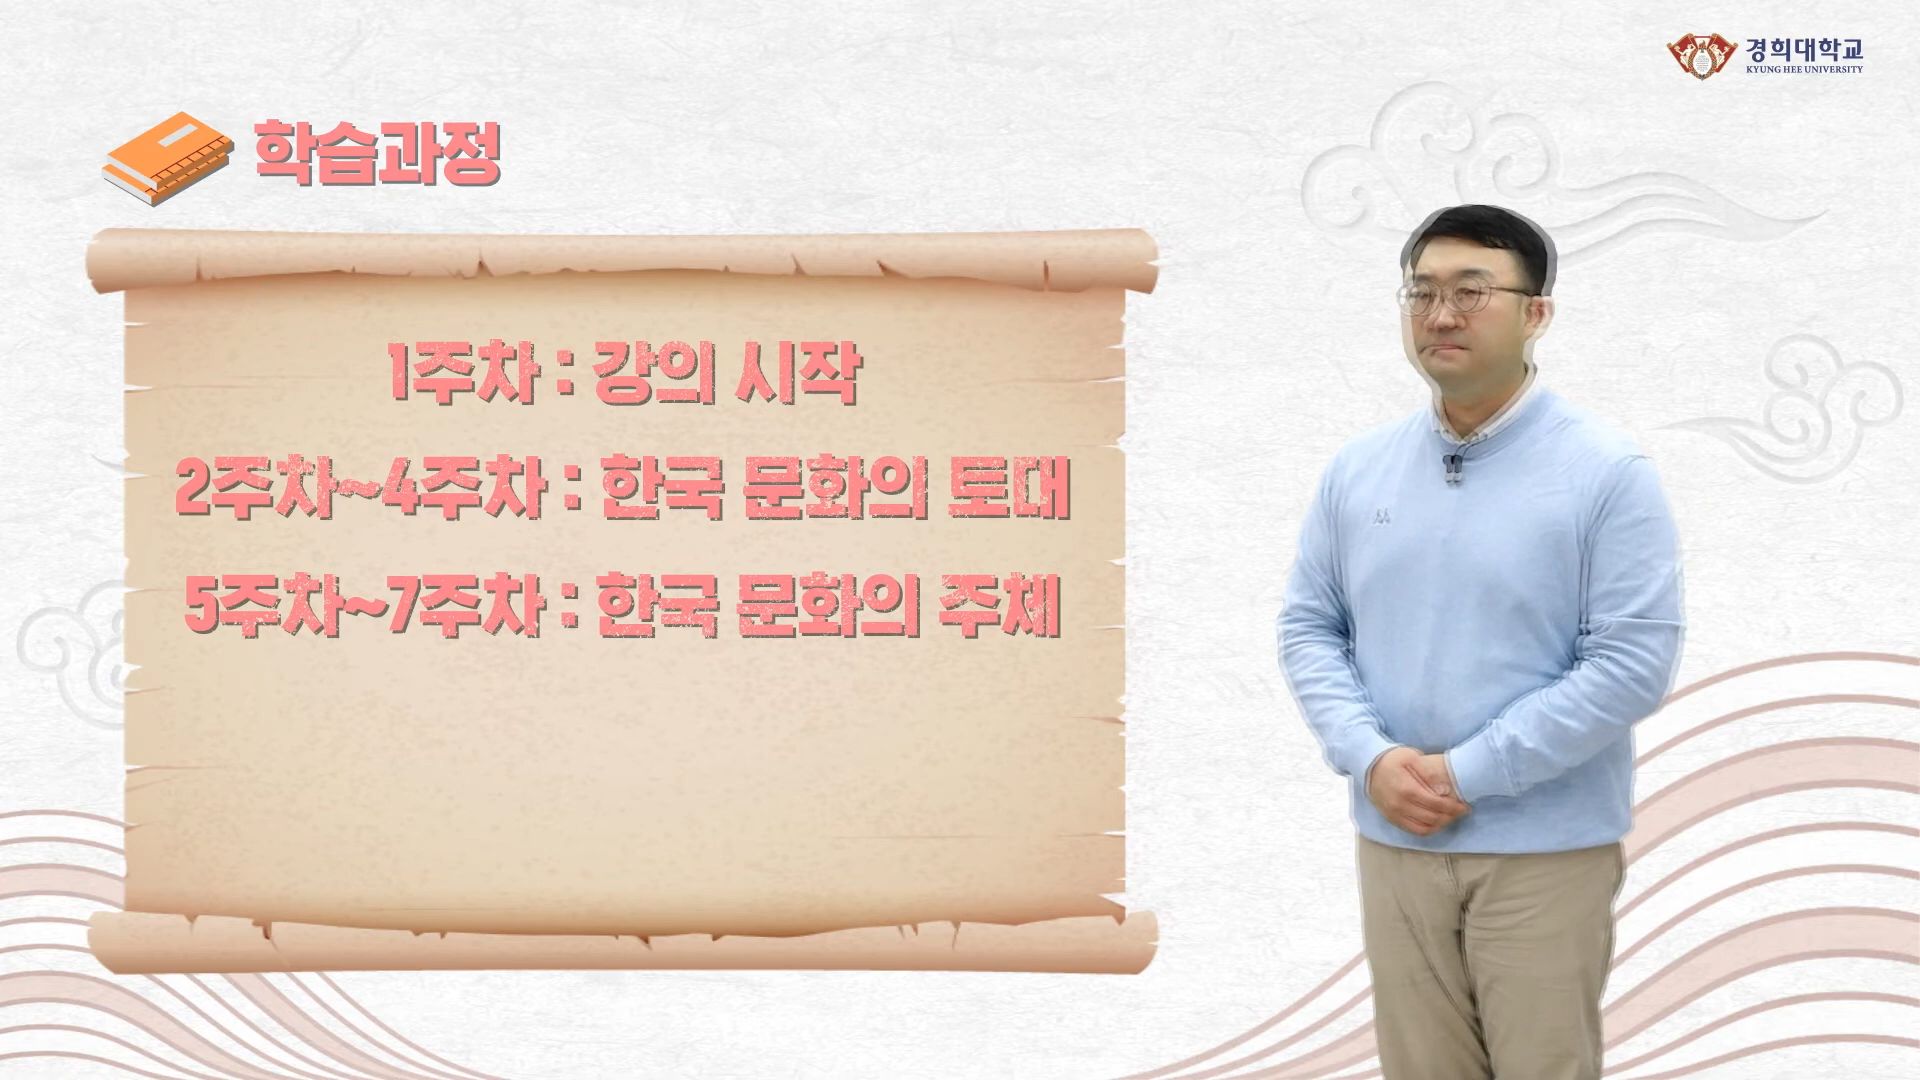 경희대학교
KYUNG HEE UNIVERSITY
학습과정
1주차 : 강의 시작
2주차~4주차 : 한국 문화의 토대
5주차~7주차 : 한국 문화의 주체